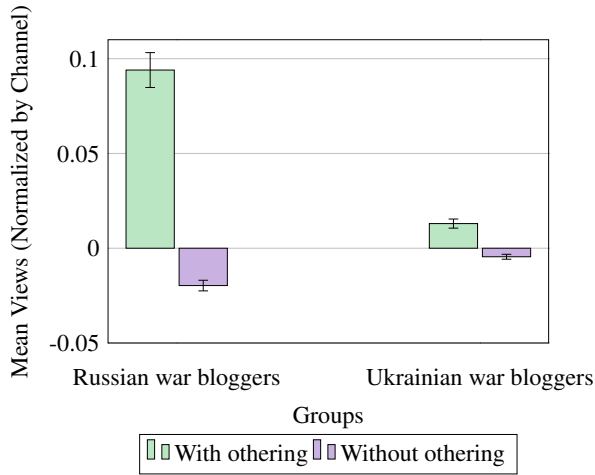 Mean Views (Normalized by Channel)
0.1
0.05
0
-0.05
Russian war bloggers
Ukrainian war bloggers
Groups
With othering
Without othering